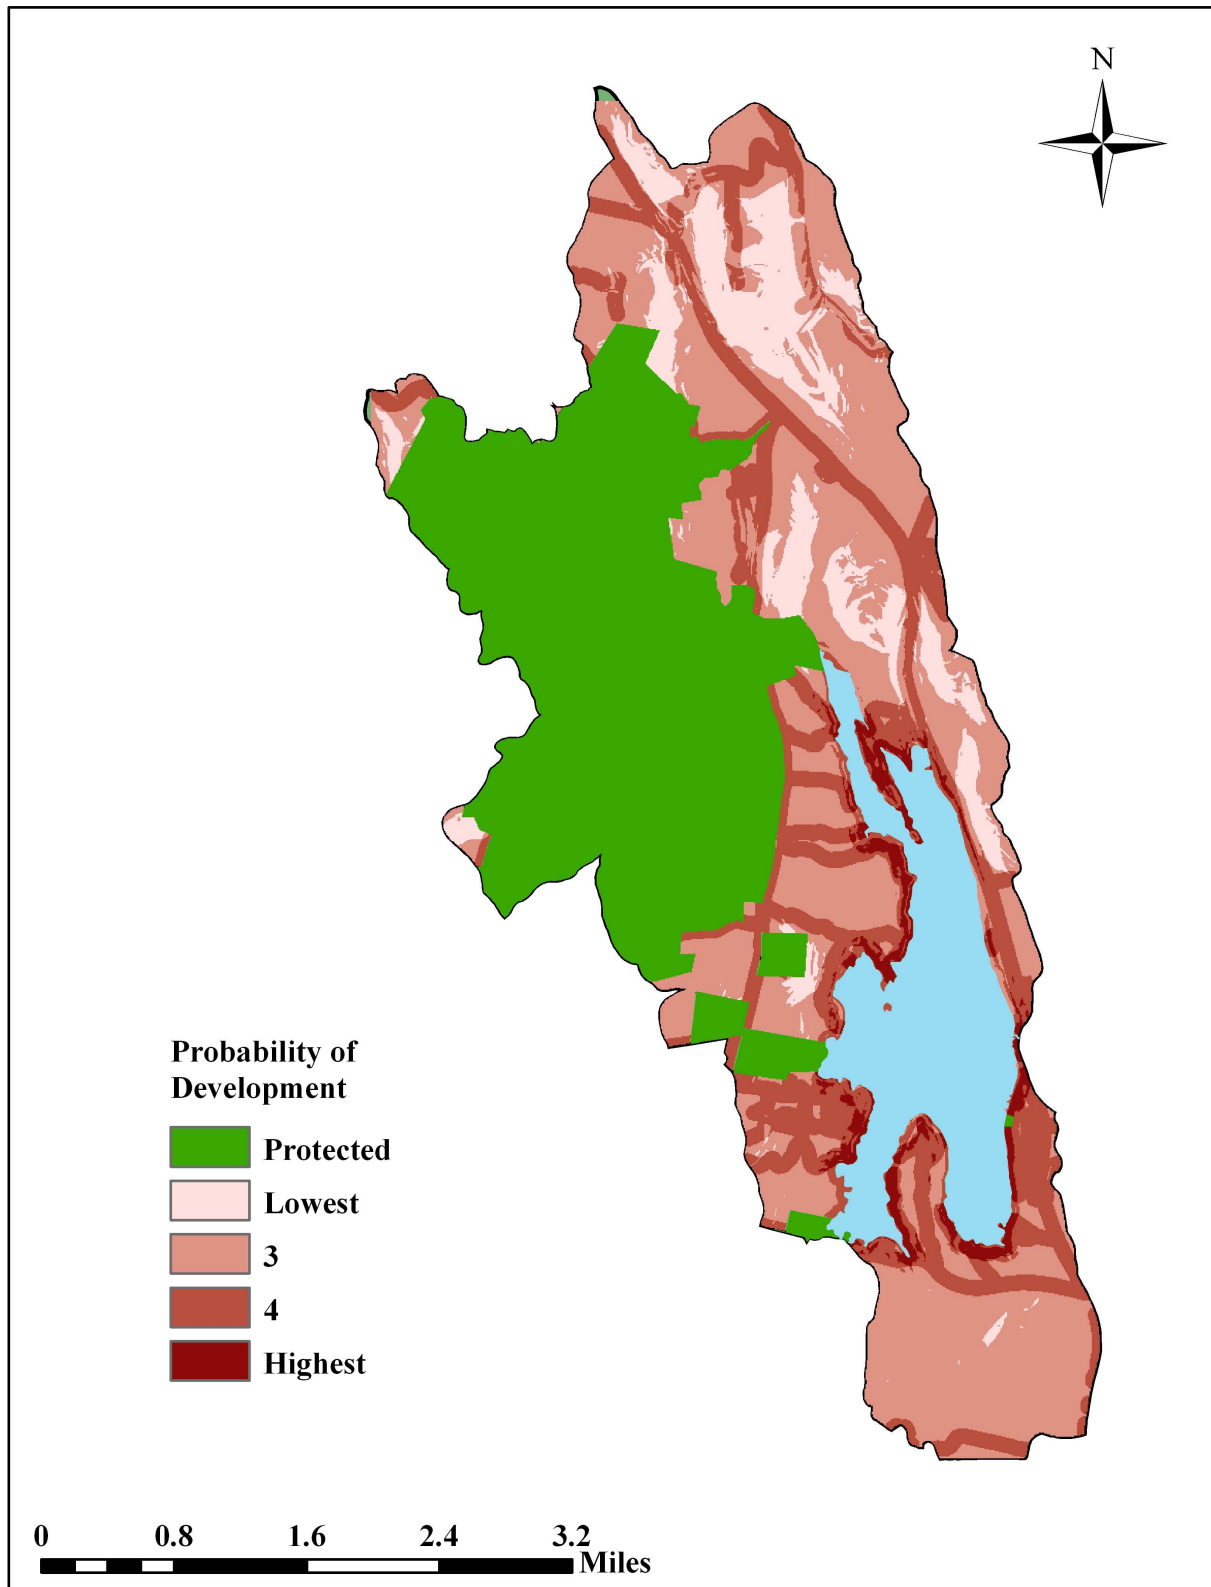 N
Probability of
Development
Protected
Lowest
3
4
Highest
0 0.8 1.6 2.4 3.2
Miles